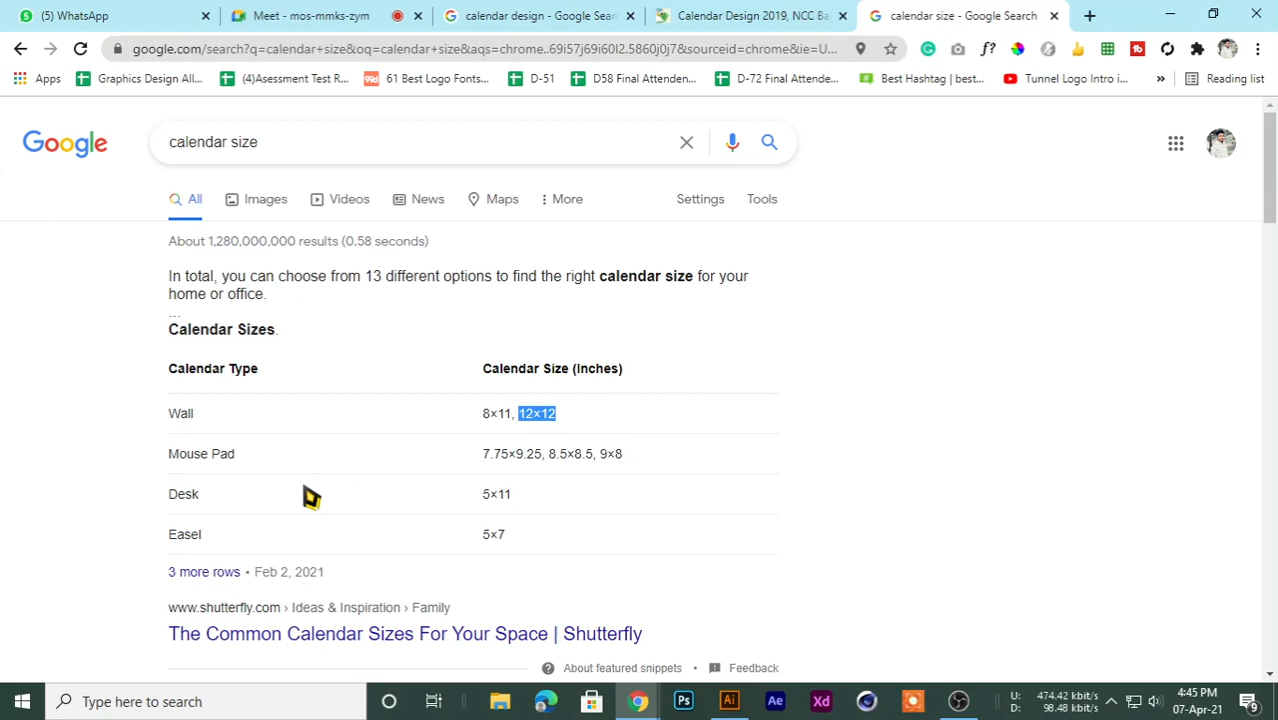 (5) WhatsApp
Meet - mos-mmks-zym
calendar design - Google Sear
Calendar Design 2019, NCC Ba
calendar size - Google Search
google.com/search?q=calendar+size&oq=calendar+size&aqs=chrome..69i57j69i60l2.5860j0j7&sourceid=chrome&ie=U...
Apps
Graphics Design All...
(4)Asessment Test R...
61 Best Logo Fonts...
D-51
D58 Final Attenden...
D-72 Final Attende...
Best Hashtag | best...
Tunnel Logo Intro i...
»
Reading list
Google
calendar size
All
Images
Videos
News
Maps
More
Settings
Tools
About 1,280,000,000 results (0.58 seconds)
In total, you can choose from 13 different options to find the right calendar size for your
home or office.
...
Calendar Sizes.
Calendar Type
Calendar Size (Inches)
Wall
8×11, 12×12
Mouse Pad
7.75×9.25, 8.5×8.5, 9×8
Desk
5×11
Easel
5×7
3 more rows • Feb 2, 2021
www.shutterfly.com › Ideas & Inspiration › Family
The Common Calendar Sizes For Your Space | Shutterfly
About featured snippets
•
Feedback
Type here to search
Ps
Ai
Ae
Xd
U: 474.42 kbit/s
D: 98.48 kbit/s
4:45 PM
07-Apr-21
9